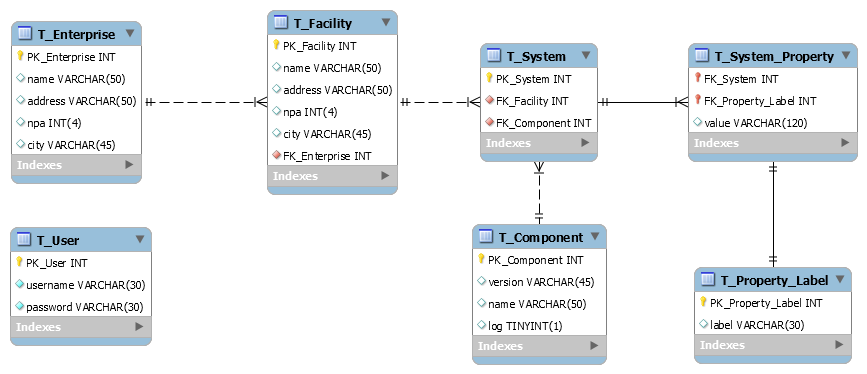 T_Enterprise
PK_Enterprise INT
name VARCHAR(50)
address VARCHAR(50)
npa INT(4)
city VARCHAR(45)
Indexes
T_Facility
PK_Facility INT
name VARCHAR(50)
address VARCHAR(50)
npa INT(4)
city VARCHAR(45)
FK_Enterprise INT
Indexes
T_System
PK_System INT
FK_Facility INT
FK_Component INT
Indexes
T_System_Property
FK_System INT
FK_Property_Label INT
value VARCHAR(120)
Indexes
T_User
PK_User INT
username VARCHAR(30)
password VARCHAR(30)
Indexes
T_Component
PK_Component INT
version VARCHAR(45)
name VARCHAR(50)
log TINYINT(1)
Indexes
T_Property_Label
PK_Property_Label INT
label VARCHAR(30)
Indexes